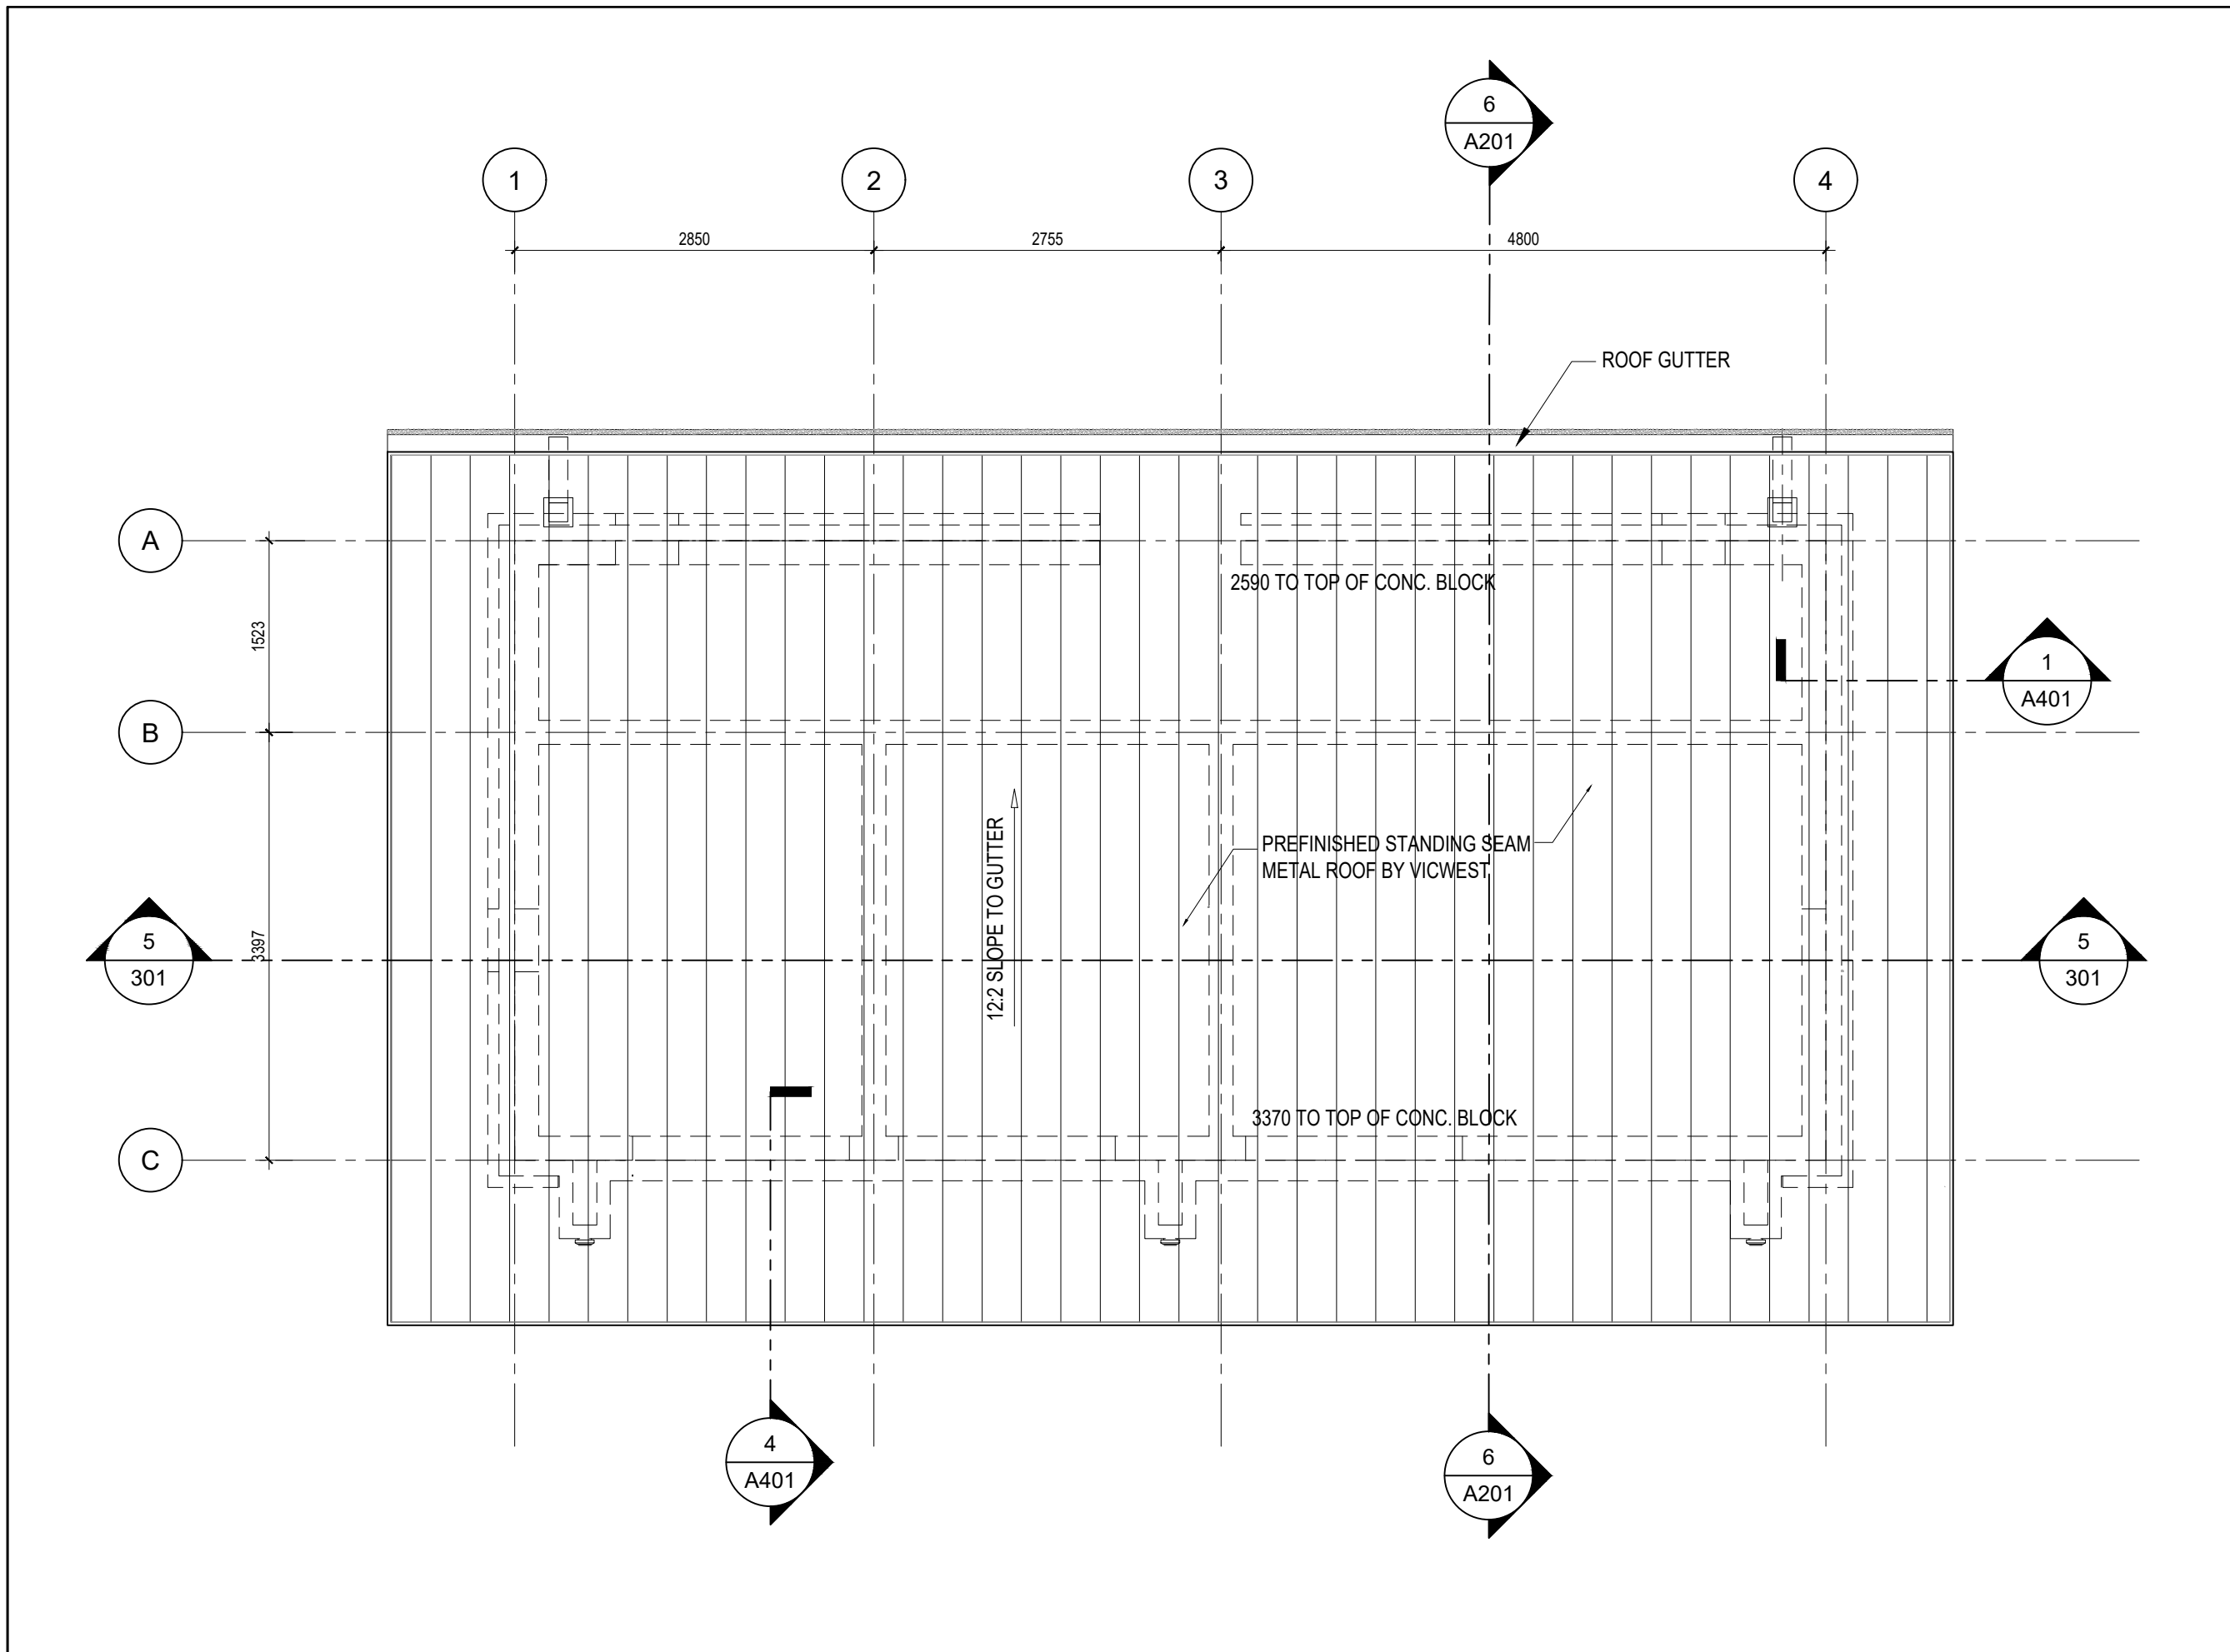 6
A201
1
2
3
4
2850
2755
4800
ROOF GUTTER
A
2590 TO TOP OF CONC. BLOCK
1523
1
A401
B
PREFINISHED STANDING SEAM
METAL ROOF BY VICWEST
12:2 SLOPE TO GUTTER
3397
5
301
5
301
3370 TO TOP OF CONC. BLOCK
C
4
A401
6
A201